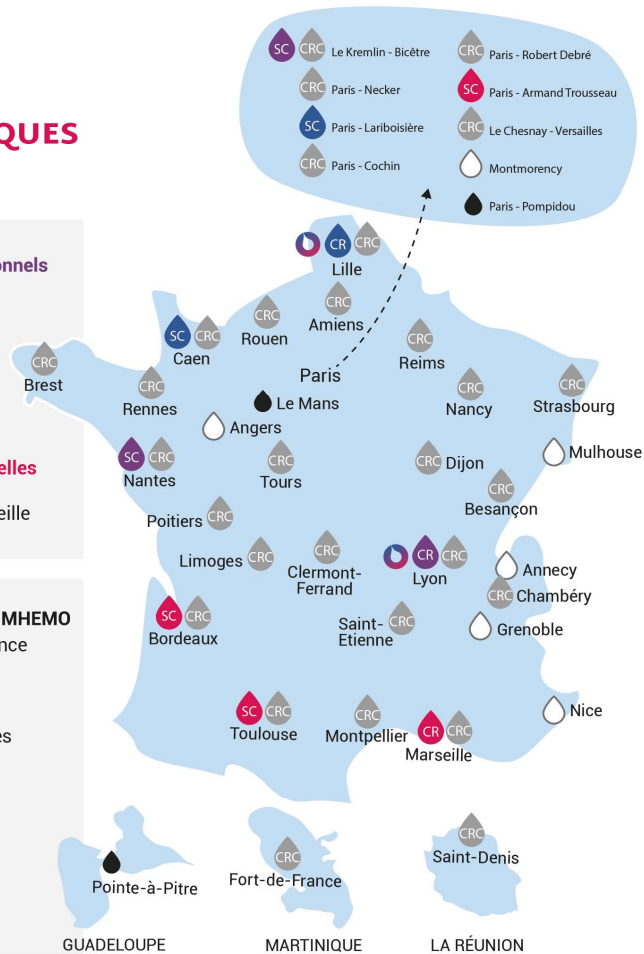 SC CRC Le Kremlin - Bicêtre
CRC Paris - Robert Debré
CRC Paris - Necker
SC Paris - Armand Trousseau
SC Paris - Lariboisière
CRC Le Chesnay - Versailles
CRC Paris - Cochin
Montmorency
Paris - Pompidou
QUES
onnels
elles
eille
MHEMO
nce
es
CR CRC
Lille
CRC
Amiens
CRC
Rouen
SC CRC
Caen
CRC
Reims
CRC
Brest
Paris
CRC
Rennes
Le Mans
CRC
Nancy
CRC
Strasbourg
Angers
SC CRC
Nantes
CRC
Tours
CRC Dijon
Mulhouse
CRC
Besançon
Poitiers CRC
Limoges CRC
CRC
Clermont-
Ferrand
CR CRC
Lyon
Annecy
CRC Chambéry
SC CRC
Bordeaux
Saint-
Etienne
CRC
Grenoble
SC CRC
Toulouse
CRC
Montpellier
CR CRC
Marseille
Nice
Pointe-à-Pitre
CRC
Fort-de-France
CRC
Saint-Denis
GUADELOUPE
MARTINIQUE
LA RÉUNION